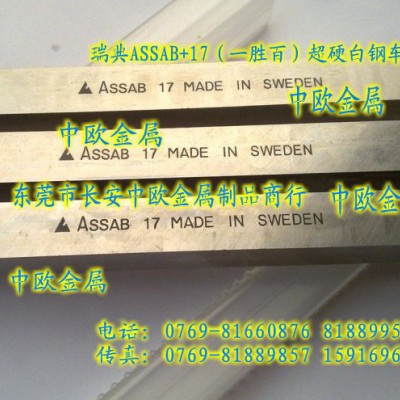 瑞典ASSAB+17（一胜百）超硬白钢车
ASSAB 17 MADE IN SWEDEN
中欧金属
中欧金属
ASSAB 17 MADE IN SWEDEN
东莞市长安中欧金属制品商行
中欧金属
ASSAB 17 MADE IN SWEDEN
中欧金属
电话: 0769-81660876 8188995
传真: 0769-81889857 1591696